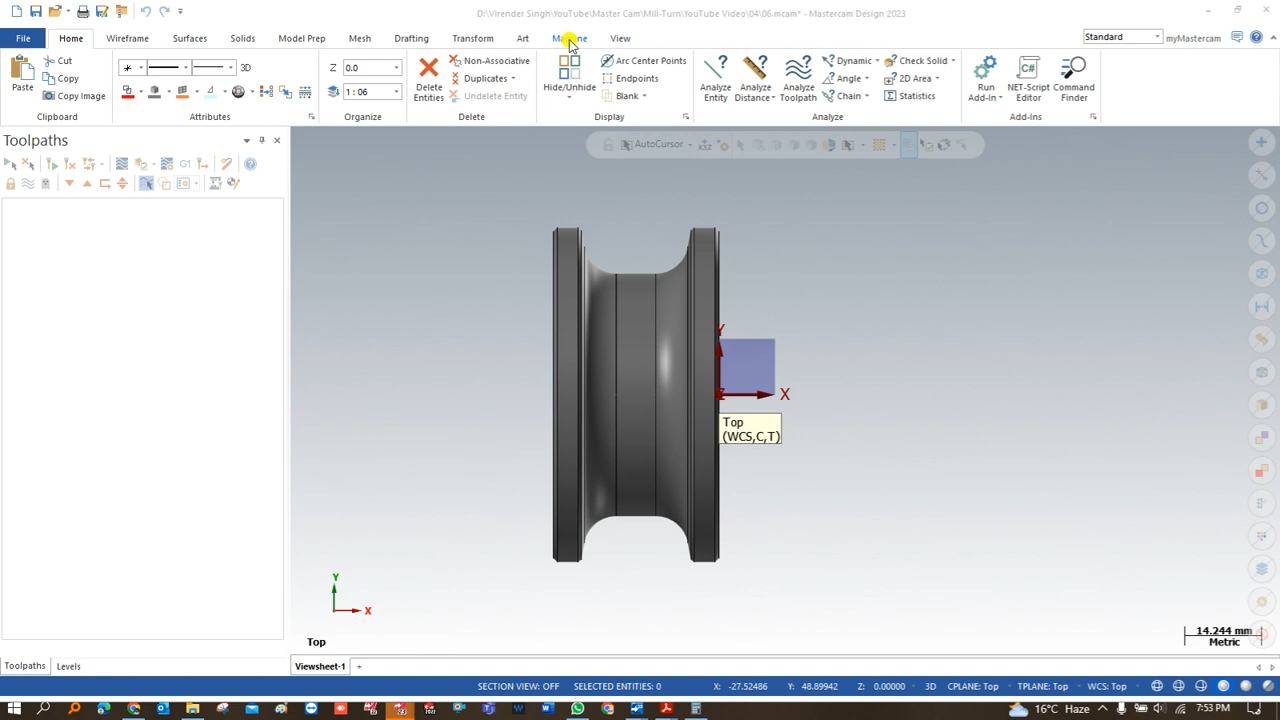 D:\Virender Singh\YouTube\Master Cam\Mill-Turn\YouTube Video\04\06.mcam* - Mastercam Design 2023
File Home Wireframe Surfaces Solids Model Prep Mesh Drafting Transform Art View
Standard myMastercam
Paste
Cut
Copy
Copy Image
Clipboard
3D
Attributes
Z 0.0
1 : 06
Organize
Delete Entities
Non-Associative
Duplicates
Undelete Entity
Delete
Hide/Unhide
Arc Center Points
Endpoints
Blank
Display
Analyze Entity
Analyze Distance
Analyze Toolpath
Dynamic
Angle
Chain
Check Solid
2D Area
Statistics
Analyze
Run Add-In
NET-Script Editor
Command Finder
Add-Ins
Toolpaths
G1
AutoCursor
Y
Z
X
Top
(WCS,C,T)
Y
X
Top
14.244 mm
Metric
Toolpaths Levels
Viewsheet-1 +
SECTION VIEW: OFF SELECTED ENTITIES: 0 X: -27.52486 Y: 48.89942 Z: 0.00000 3D CPLANE: Top TPLANE: Top WCS: Top
16°C Haze ENG 7:53 PM